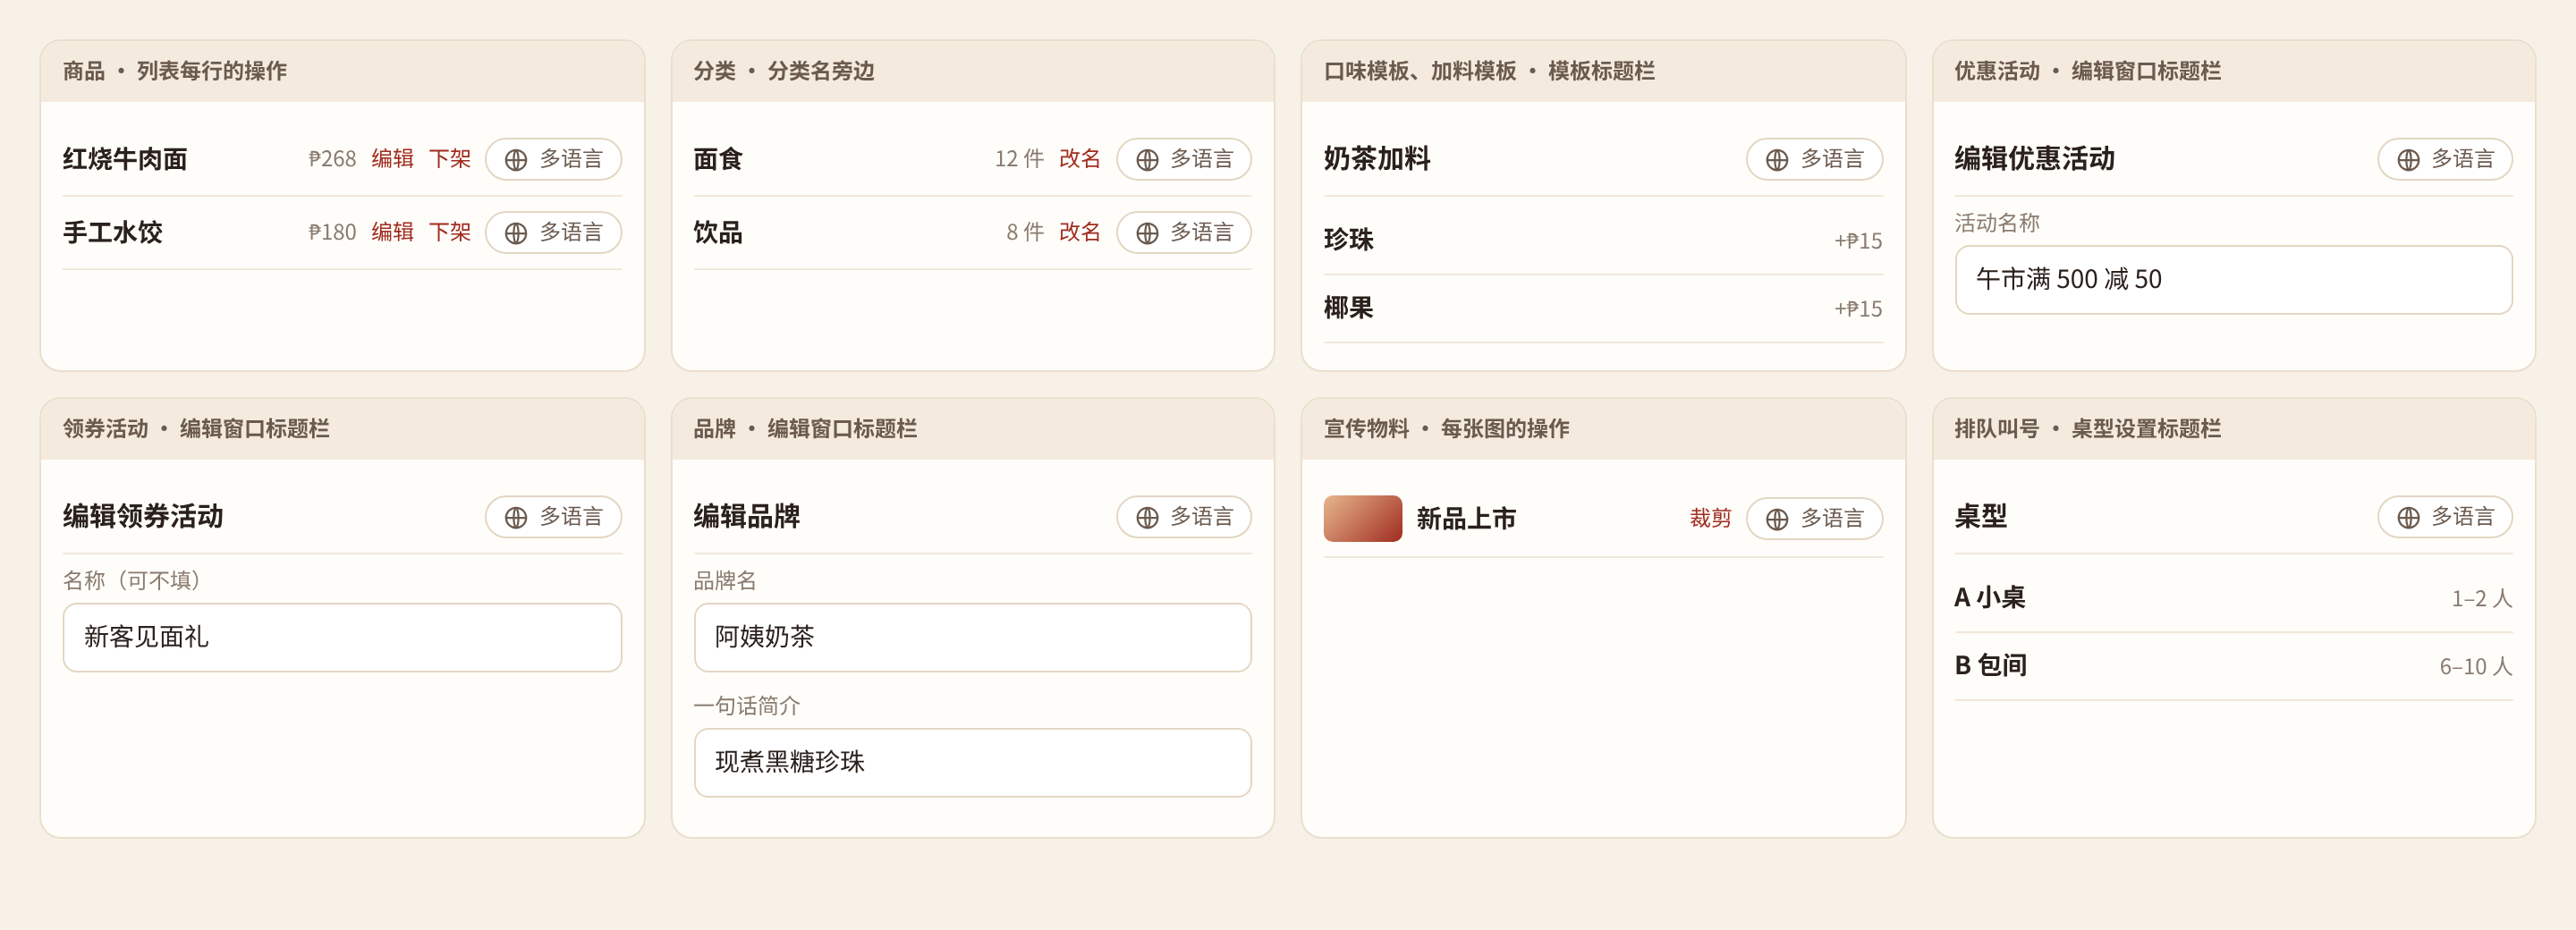 商品 • 列表每行的操作
红烧牛肉面 ₱268 编辑 下架 多语言
手工水饺 ₱180 编辑 下架 多语言
分类 • 分类名旁边
面食 12 件 改名 多语言
饮品 8 件 改名 多语言
口味模板、加料模板 • 模板标题栏
奶茶加料 多语言
珍珠 +₱15
椰果 +₱15
优惠活动 • 编辑窗口标题栏
编辑优惠活动 多语言
活动名称
午市满 500 减 50
领券活动 • 编辑窗口标题栏
编辑领券活动 多语言
名称（可不填）
新客见面礼
品牌 • 编辑窗口标题栏
编辑品牌 多语言
品牌名
阿姨奶茶
一句话简介
现煮黑糖珍珠
宣传物料 • 每张图的操作
新品上市 裁剪 多语言
排队叫号 • 桌型设置标题栏
桌型 多语言
A 小桌 1–2 人
B 包间 6–10 人